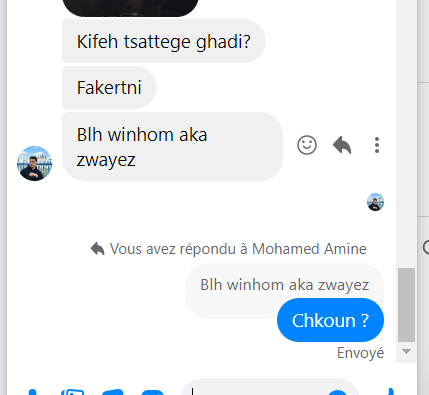 Kifeh tsattege ghadi?
Fakertni
Blh winhom aka
zwayez
Vous avez répondu à Mohamed Amine
Blh winhom aka zwayez
Chkoun ?
Envoyé